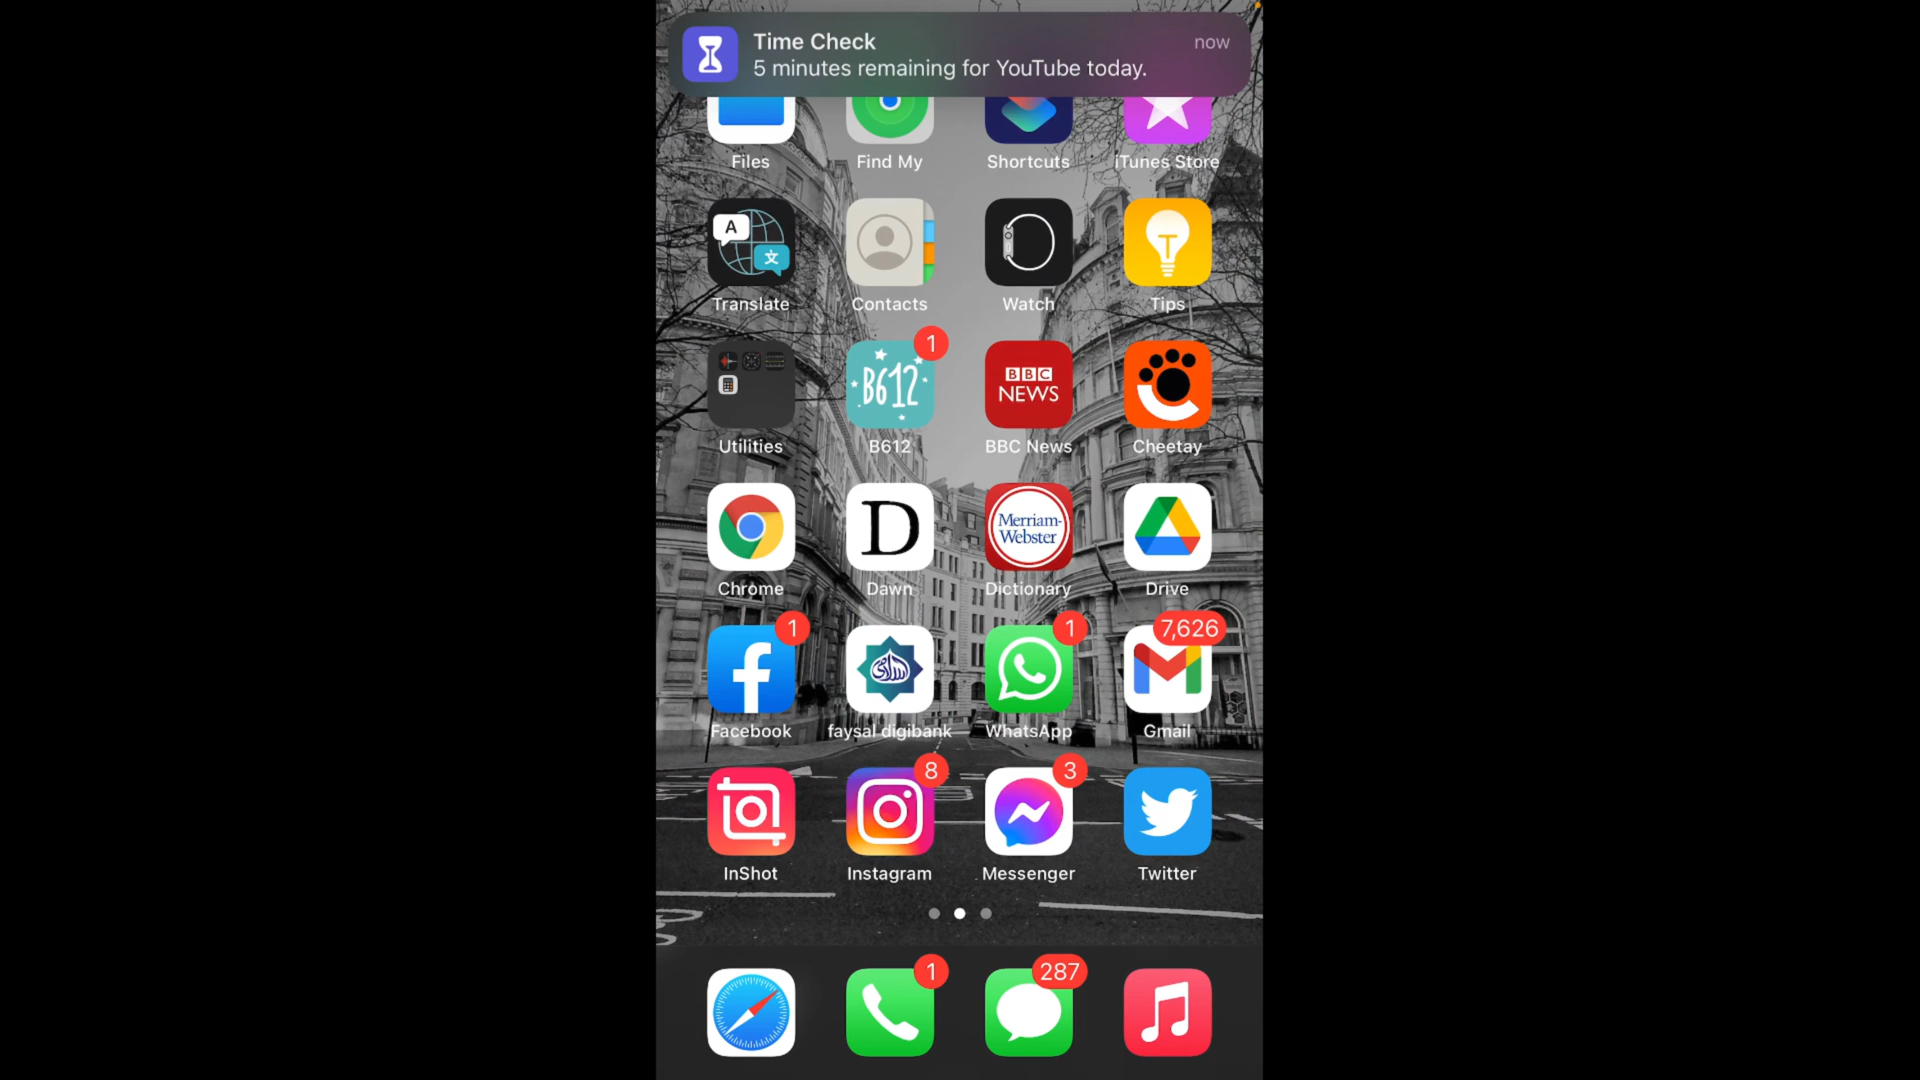 Time Check
now
5 minutes remaining for YouTube today.
Files
Find My
Shortcuts
iTunes Store
A
文
T
Translate
Contacts
Watch
Tips
1
B612
BBC
NEWS
Utilities
B612
BBC News
Cheetay
D
Merriam-
Webster
Chrome
Dawn
Dictionary
Drive
1
1
7,626
Facebook
faysal digibank
WhatsApp
Gmail
8
3
InShot
Instagram
Messenger
Twitter
1
287